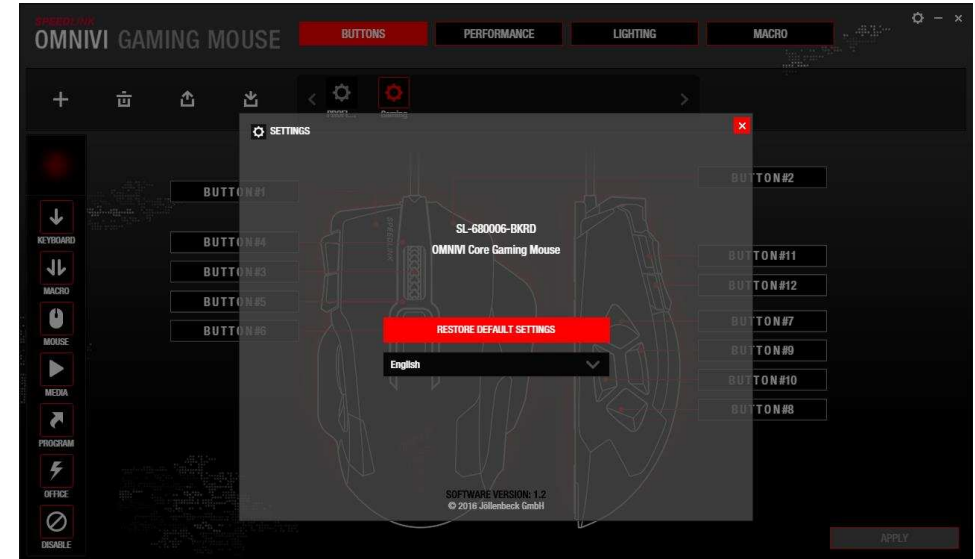 SPEEDLINK
OMNIVI GAMING MOUSE
BUTTONS
PERFORMANCE
LIGHTING
MACRO
Gaming
SETTINGS
BUTTON#1
BUTTON#2
BUTTON#4
BUTTON#3
BUTTON#5
BUTTON#6
BUTTON#11
BUTTON#12
BUTTON#7
BUTTON#9
BUTTON#10
BUTTON#8
SPEEDLINK
SL-680006-BKRD
OMNIVI Core Gaming Mouse
RESTORE DEFAULT SETTINGS
English
SOFTWARE VERSION: 1.2
© 2016 Jöllenbeck GmbH
KEYBOARD
MACRO
MOUSE
MEDIA
PROGRAM
OFFICE
DISABLE
APPLY